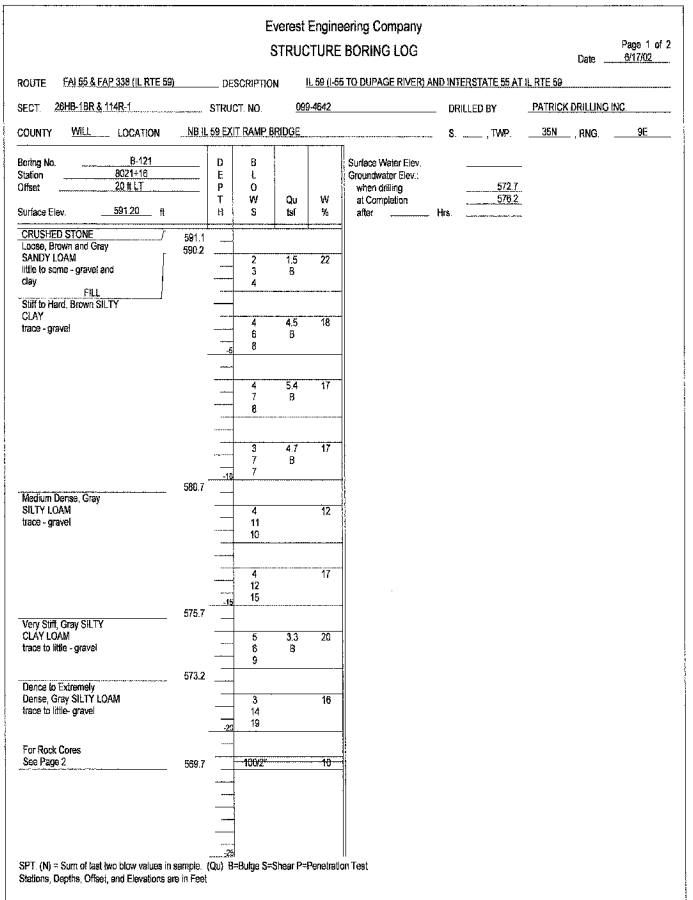 Everest Engineering Company
STRUCTURE BORING LOG
Page 1 of 2
Date 6/17/02
ROUTE FAI 55 & FAP 338 (IL RTE 59) DESCRIPTION IL 59 (I-55 TO DUPAGE RIVER) AND INTERSTATE 55 AT IL RTE 59
SECT. 28HB-1BR & 114R-1 STRUCT. NO. 099-4642 DRILLED BY PATRICK DRILLING INC.
COUNTY WILL LOCATION NB IL 59 EXIT RAMP BRIDGE S. , TWP. 35N , RNG. 9E
Boring No. B-121
Station 8021+16
Offset 20 ft LT
Surface Elev. 591.20 ft
DEPTH
BLOWS
Qu tsf
W %
Surface Water Elev.
Groundwater Elev.:
when drilling 572.7
at Completion 576.2
after Hrs.
CRUSHED STONE 591.1
Loose, Brown and Gray 590.2
SANDY LOAM 2 1.5 22
little to some - gravel and 3 B
clay 4
FILL
Stiff to Hard, Brown SILTY
CLAY 4 4.5 18
trace - gravel 6 B
-5 8
4 5.4 17
7 B
8
3 4.7 17
7 B
-10 7
580.7
Medium Dense, Gray
SILTY LOAM 4 12
trace - gravel 11
10
4 17
12
-15 15
575.7
Very Stiff, Gray SILTY
CLAY LOAM 5 3.3 20
trace to little - gravel 6 B
9
573.2
Dence to Extremely
Dense, Gray SILTY LOAM 3 16
trace to little- gravel 14
-20 19
For Rock Cores
See Page 2 569.7 100/2" 10
-25
SPT. (N) = Sum of last two blow values in sample. (Qu) B=Bulge S=Shear P=Penetration Test
Stations, Depths, Offset, and Elevations are in Feet